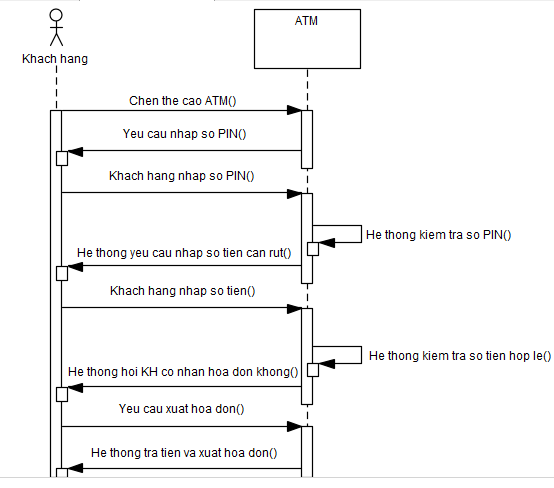 ATM
Khach hang
Chen the cao ATM()
Yeu cau nhap so PIN()
Khach hang nhap so PIN()
He thong kiem tra so PIN()
He thong yeu cau nhap so tien can rut()
Khach hang nhap so tien()
He thong kiem tra so tien hop le()
He thong hoi KH co nhan hoa don khong()
Yeu cau xuat hoa don()
He thong tra tien va xuat hoa don()